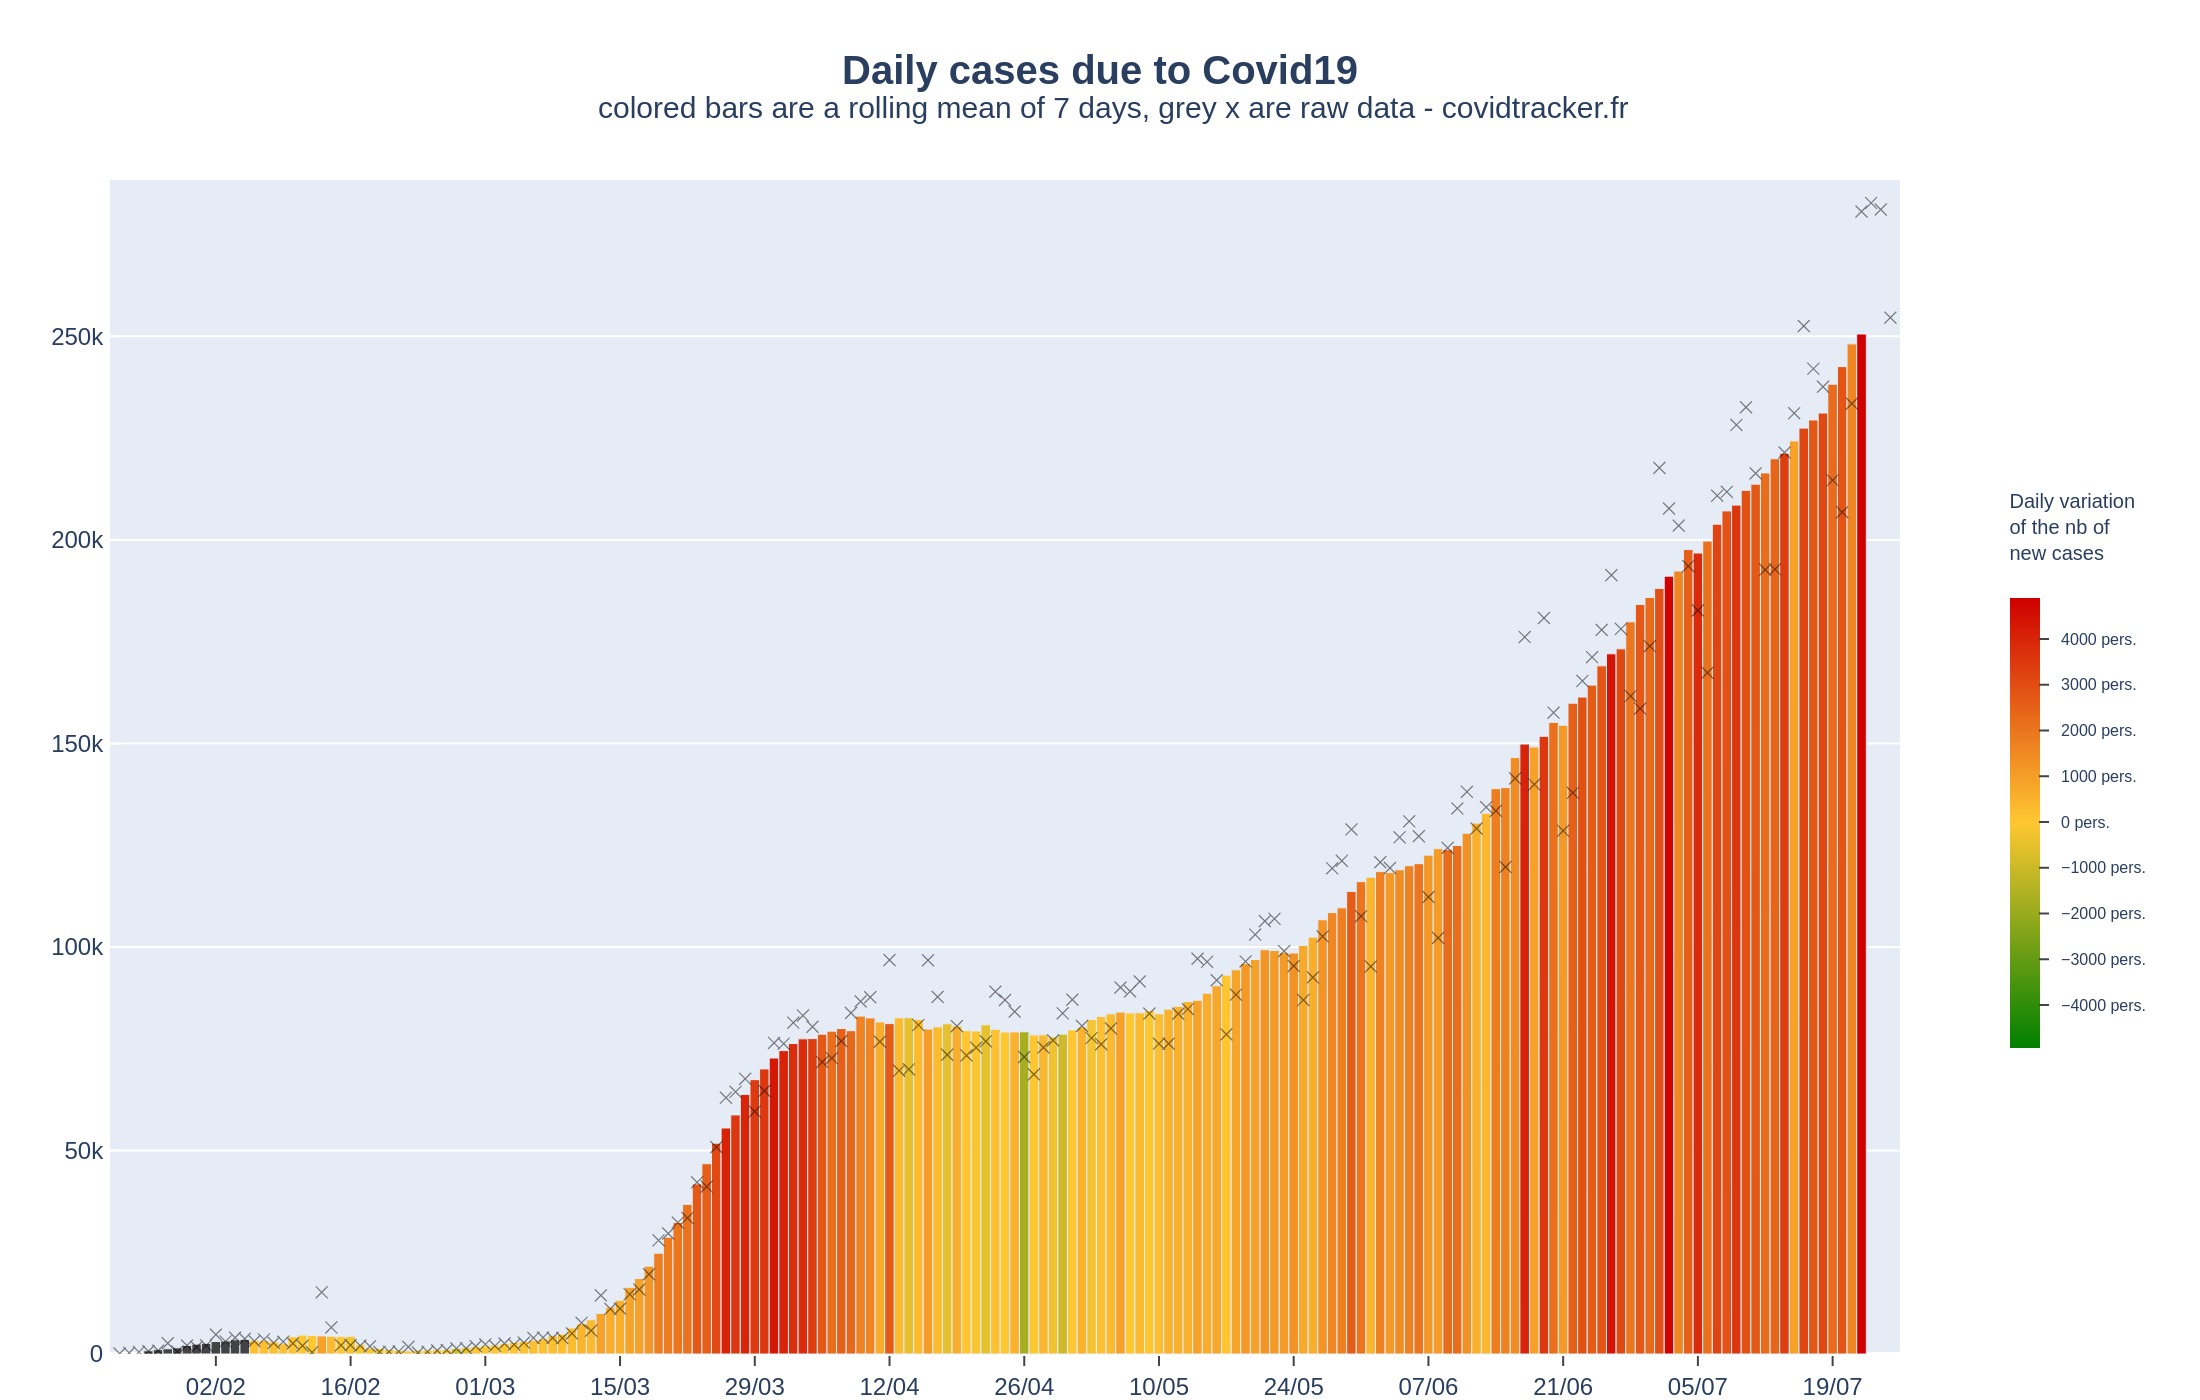 Daily cases due to Covid19
colored bars are a rolling mean of 7 days, grey x are raw data - covidtracker.fr
250k
200k
150k
100k
50k
0
02/02
16/02
01/03
15/03
29/03
12/04
26/04
10/05
24/05
07/06
21/06
05/07
19/07
Daily variation
of the nb of
new cases
4000 pers.
3000 pers.
2000 pers.
1000 pers.
0 pers.
−1000 pers.
−2000 pers.
−3000 pers.
−4000 pers.